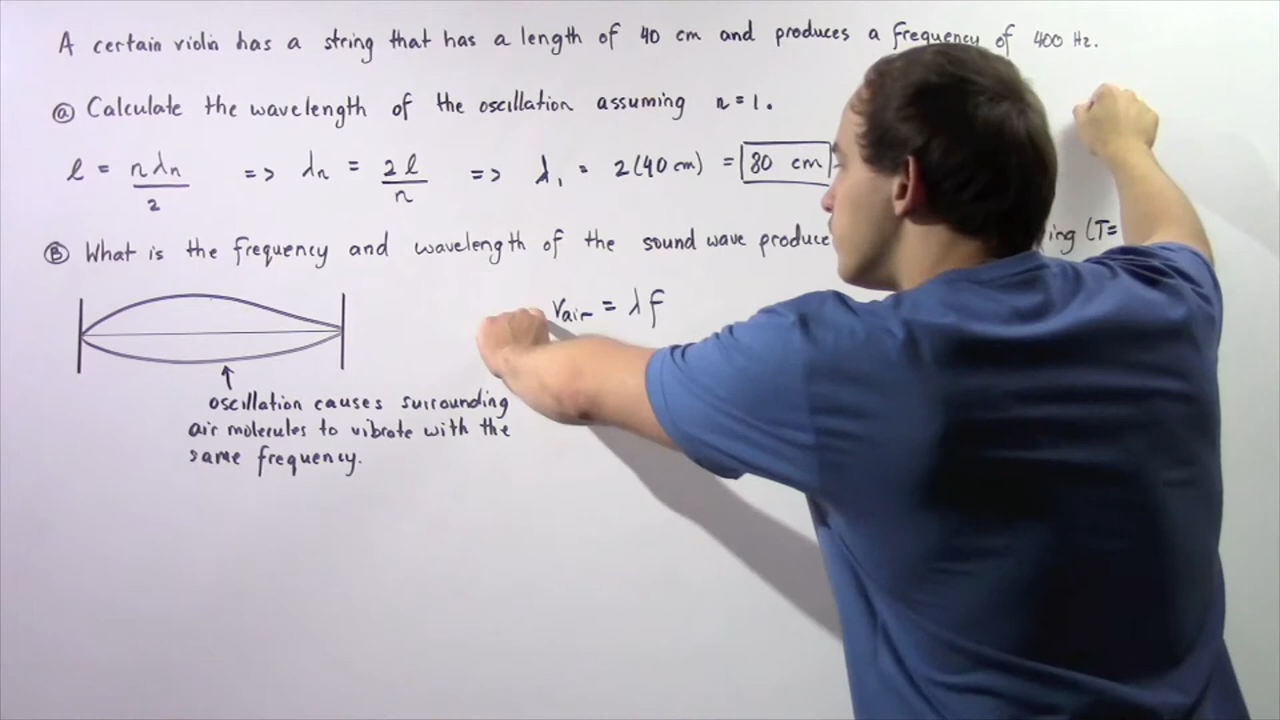 A certain violin has a string that has a length of 40 cm and produces a frequency of 400 Hz.
ⓐ Calculate the wavelength of the oscillation assuming n = 1.
l = nλn/2 => λn = 2l/n => λ1 = 2(40 cm) = 80 cm
Ⓑ What is the frequency and wavelength of the sound wave (T=
Vair = λf
oscillation causes surrounding
air molecules to vibrate with the
same frequency.